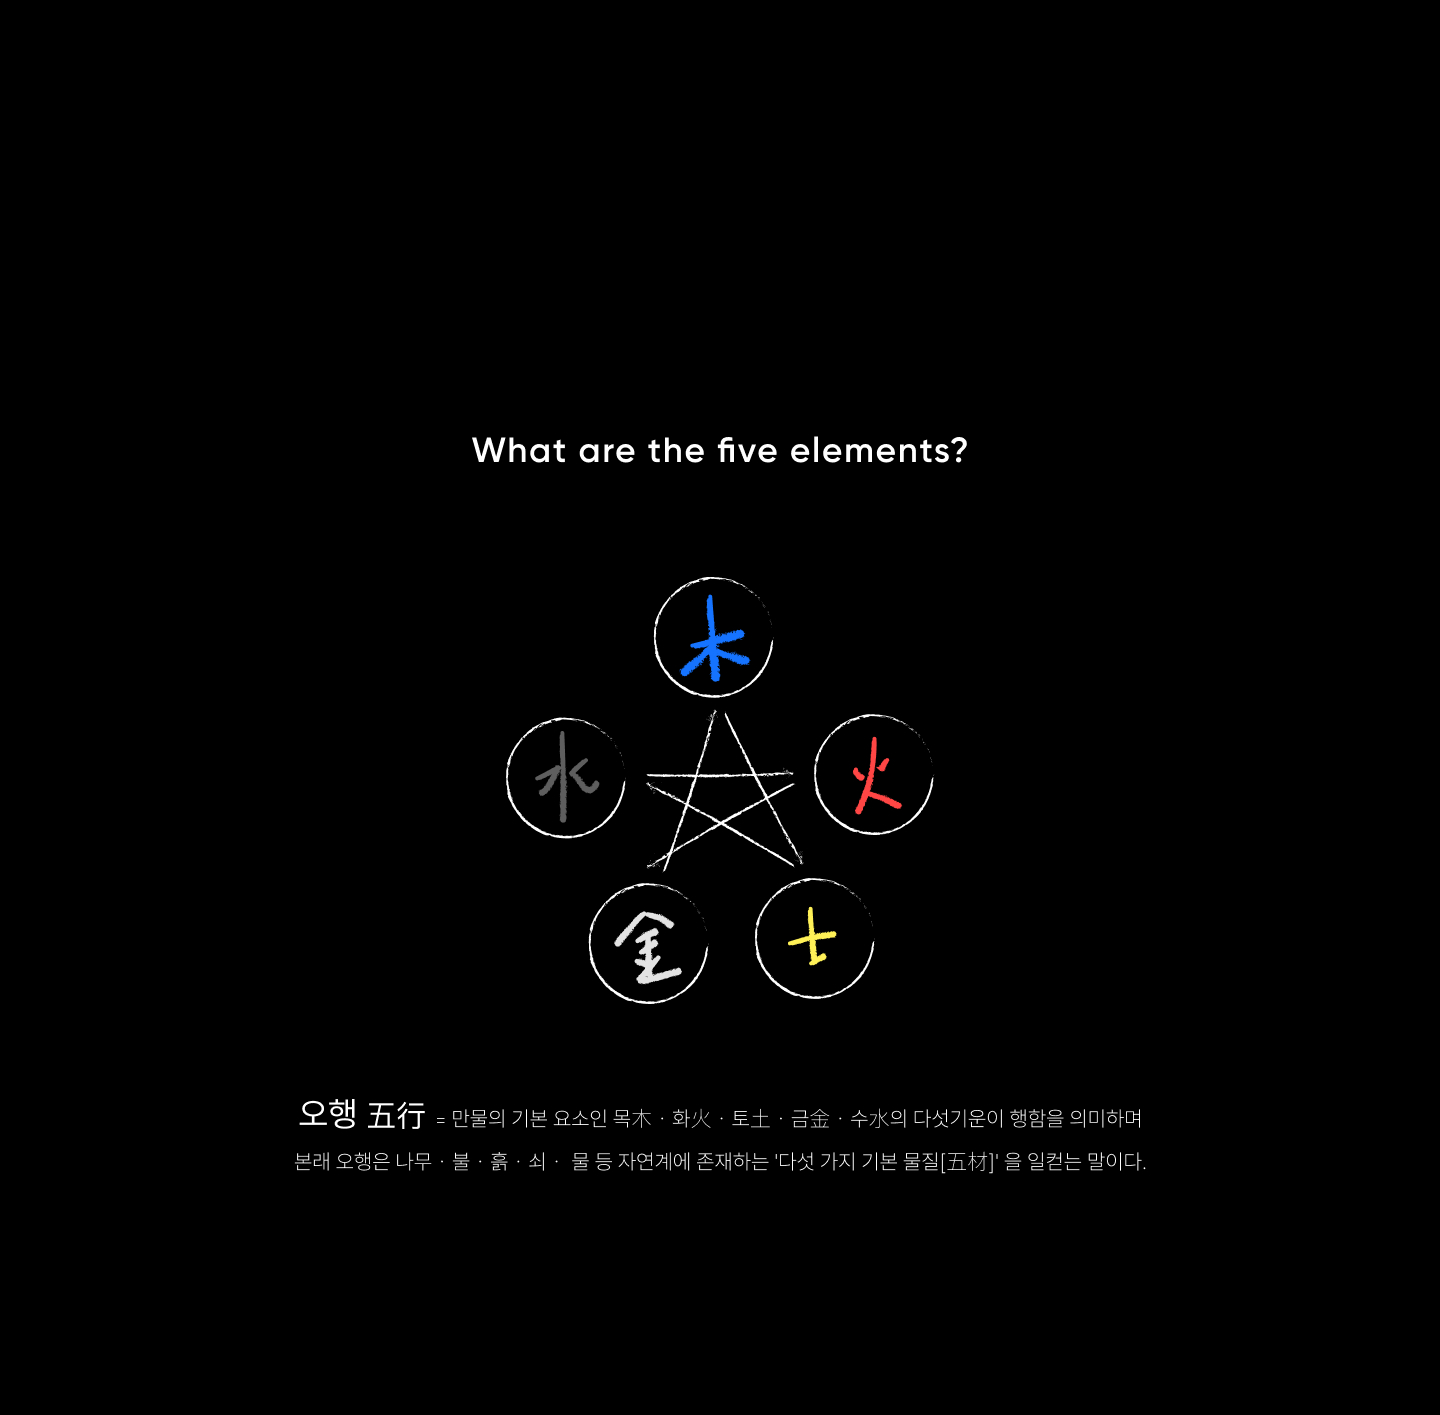 What are the five elements?
木
水
火
金
土
오행 五行 = 만물의 기본 요소인 목木 · 화火 · 토土 · 금金 · 수水의 다섯기운이 행함을 의미하며
본래 오행은 나무 · 불 · 흙 · 쇠 · 물 등 자연계에 존재하는 '다섯 가지 기본 물질[五材]' 을 일컫는 말이다.